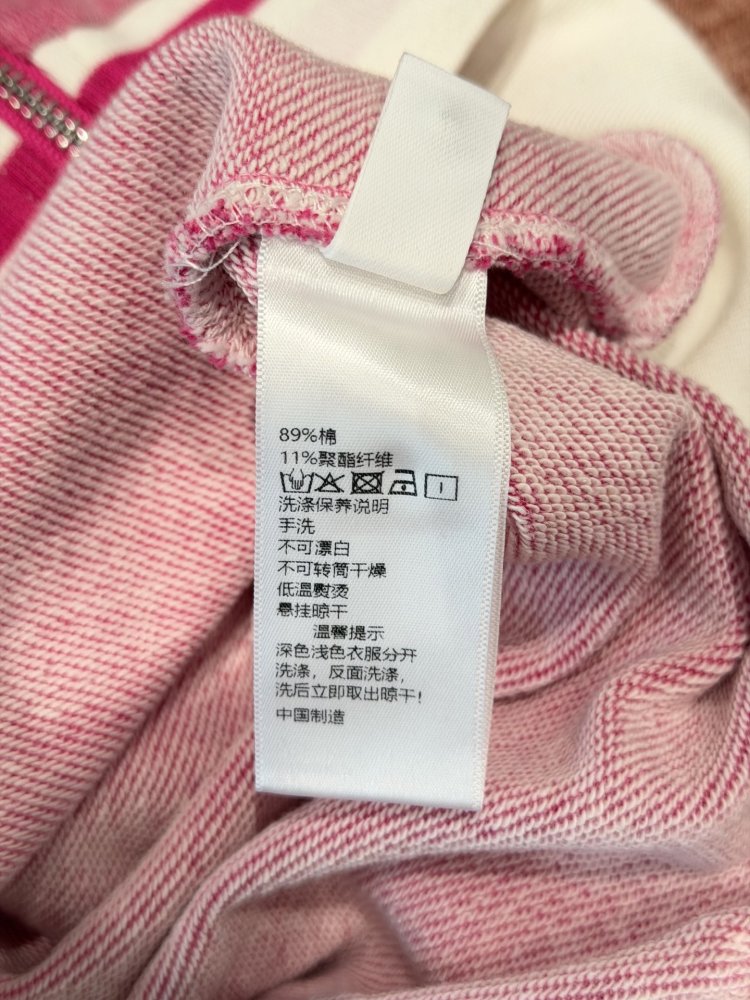 89%棉
11%聚酯纤维
洗涤保养说明
手洗
不可漂白
不可转筒干燥
低温熨烫
悬挂晾干
温馨提示
深色浅色衣服分开
洗涤，反面洗涤，
洗后立即取出晾干！
中国制造